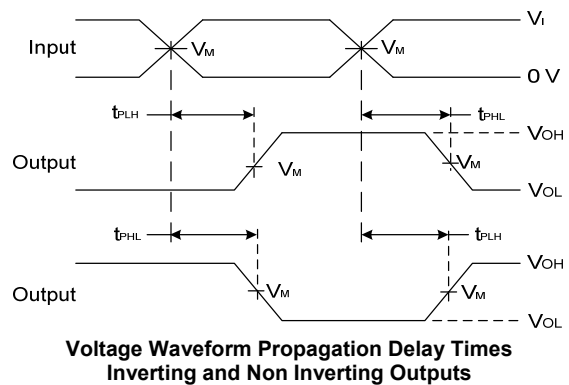 VI
Input
VM
VM
0 V
tPLH
tPHL
VOH
Output
VM
VM
VOL
tPHL
tPLH
VOH
Output
VM
VM
VOL
Voltage Waveform Propagation Delay Times
Inverting and Non Inverting Outputs